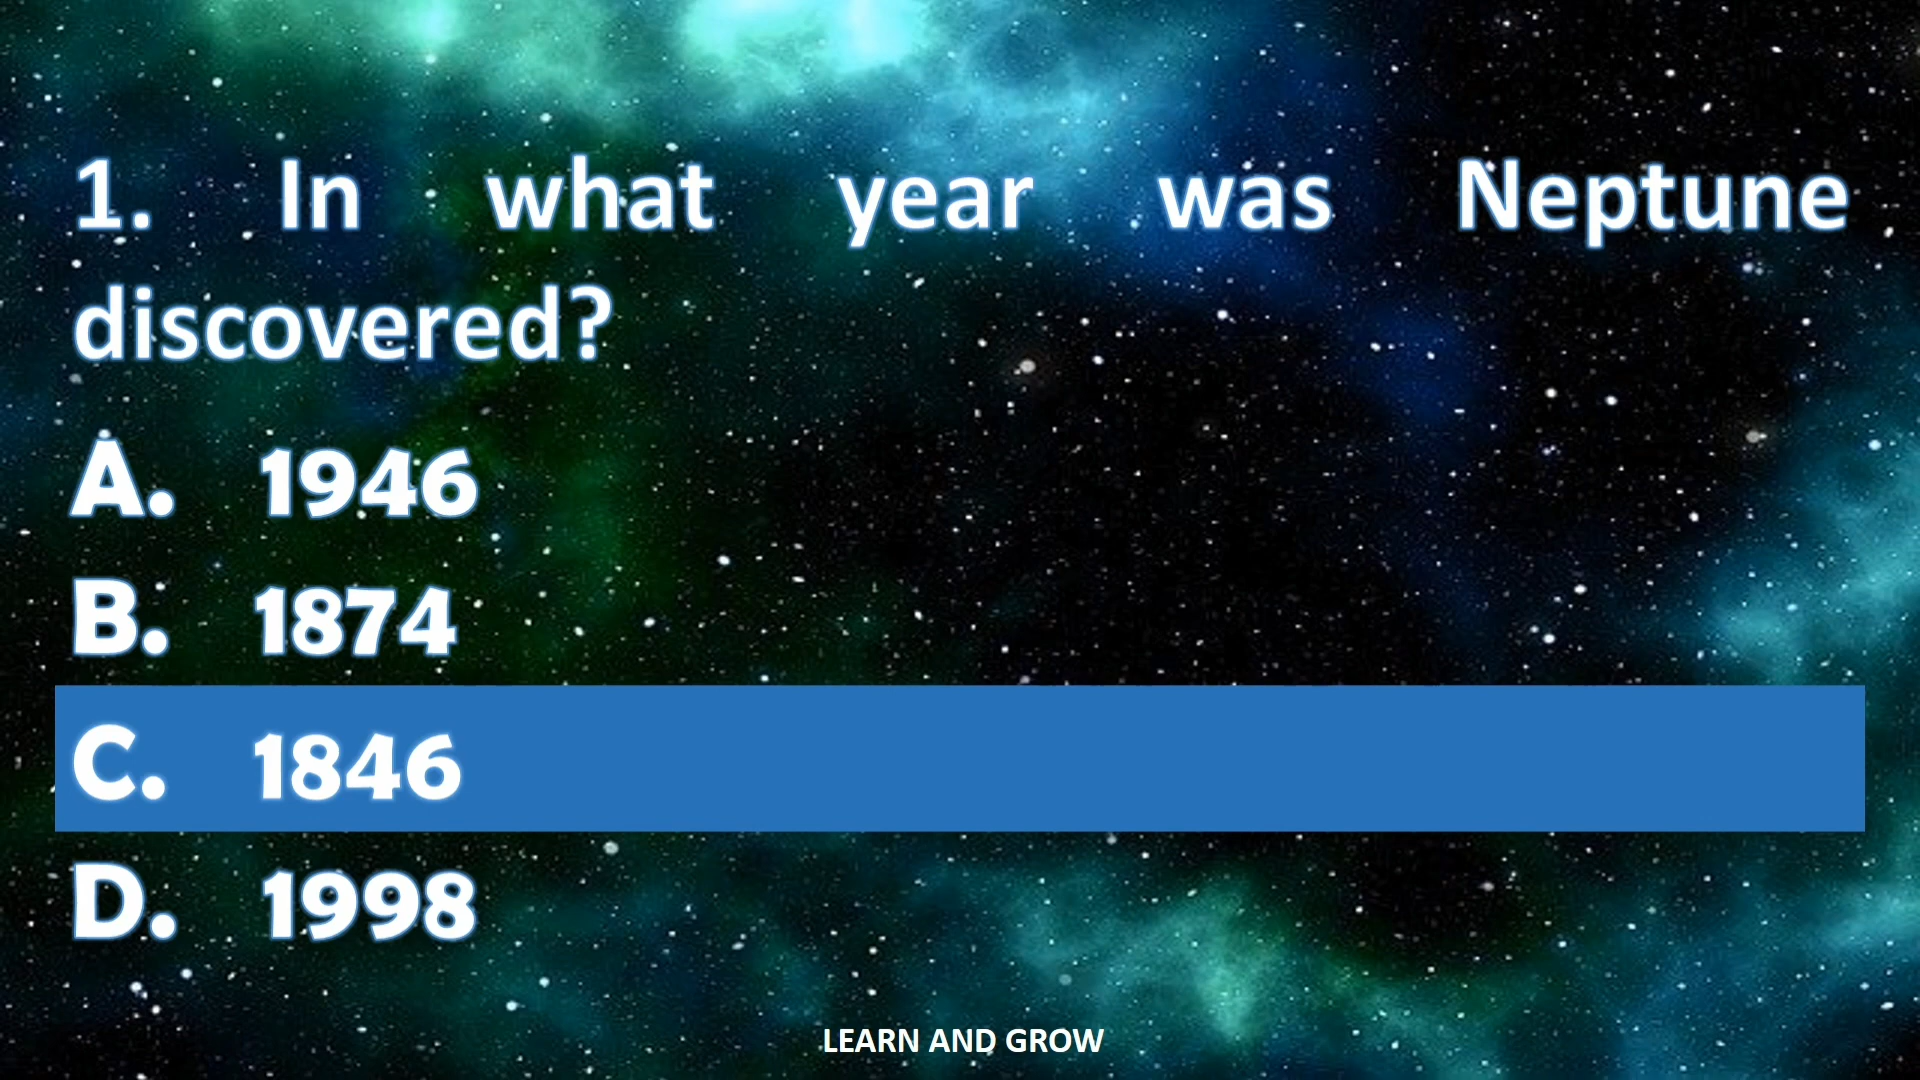 1. In what year was Neptune
discovered?
A. 1946
B. 1874
C. 1846
D. 1998
LEARN AND GROW